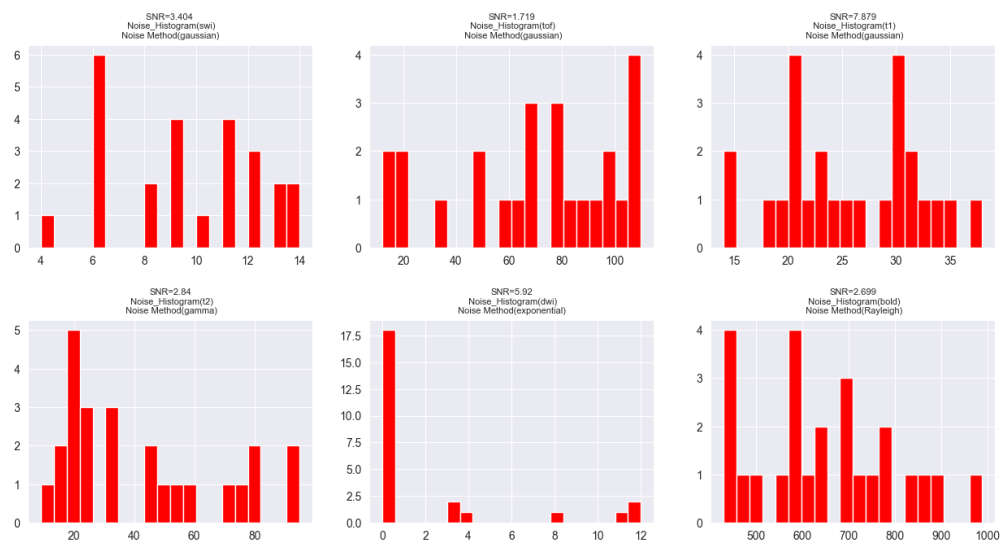 SNR=3.404
Noise_Histogram(swi)
Noise Method(gaussian)
6
5
4
3
2
1
0
4 6 8 10 12 14
SNR=1.719
Noise_Histogram(tof)
Noise Method(gaussian)
4
3
2
1
0
20 40 60 80 100
SNR=7.879
Noise_Histogram(t1)
Noise Method(gaussian)
4
3
2
1
0
15 20 25 30 35
SNR=2.84
Noise_Histogram(t2)
Noise Method(gamma)
5
4
3
2
1
0
20 40 60 80
SNR=5.92
Noise_Histogram(dwi)
Noise Method(exponential)
17.5
15.0
12.5
10.0
7.5
5.0
2.5
0.0
0 2 4 6 8 10 12
SNR=2.699
Noise_Histogram(bold)
Noise Method(Rayleigh)
4
3
2
1
0
500 600 700 800 900 1000